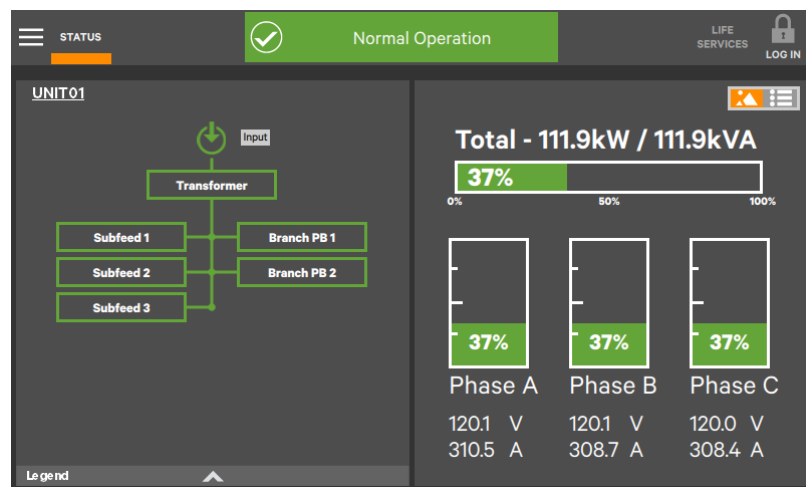 STATUS
Normal Operation
LIFE
SERVICES
LOG IN
UNIT01
Input
Transformer
Subfeed 1
Branch PB 1
Subfeed 2
Branch PB 2
Subfeed 3
Legend
Total - 111.9kW / 111.9kVA
37%
0% 50% 100%
37% 37% 37%
Phase A Phase B Phase C
120.1 V 120.1 V 120.0 V
310.5 A 308.7 A 308.4 A